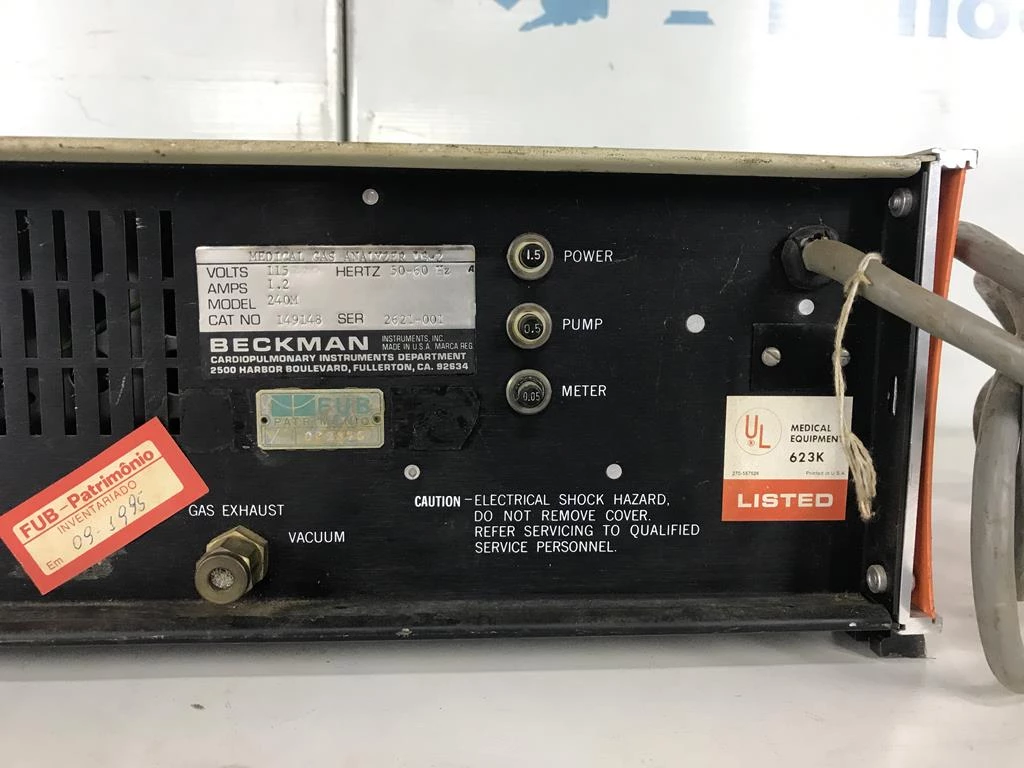 MEDICAL GAS ANALYZER
VOLTS 115 HERTZ 50-60 Hz
AMPS 1.2
MODEL 240M
CAT NO 149148 SER 2621-001
BECKMAN INSTRUMENTS, INC.
MADE IN U.S.A. MARCA REG.
CARDIOPULMONARY INSTRUMENTS DEPARTMENT
2500 HARBOR BOULEVARD, FULLERTON, CA. 92634
1.5 POWER
0.5 PUMP
0.05 METER
FUB
PATRIMÔNIO
FUB-Patrimônio
INVENTARIADO
Em 09-1995
GAS EXHAUST
VACUUM
CAUTION – ELECTRICAL SHOCK HAZARD,
DO NOT REMOVE COVER.
REFER SERVICING TO QUALIFIED
SERVICE PERSONNEL.
UL
MEDICAL
EQUIPMENT
623K
Printed in U.S.A.
LISTED